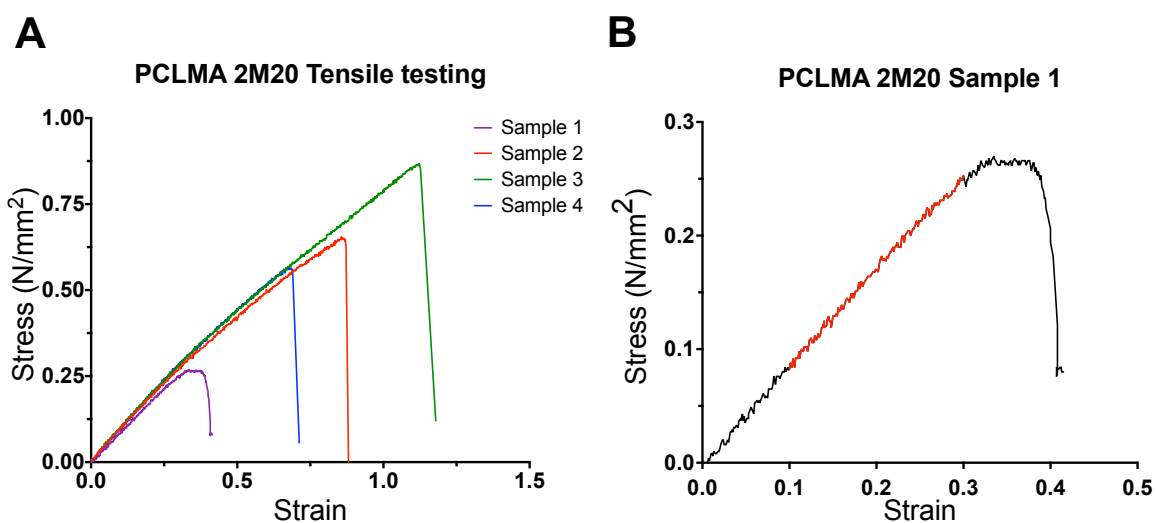 A
PCLMA 2M20 Tensile testing
Stress (N/mm2)
1.00
0.75
0.50
0.25
0.00
0.0
0.5
1.0
1.5
Strain
Sample 1
Sample 2
Sample 3
Sample 4
B
PCLMA 2M20 Sample 1
Stress (N/mm2)
0.3
0.2
0.1
0.0
0.0
0.1
0.2
0.3
0.4
0.5
Strain